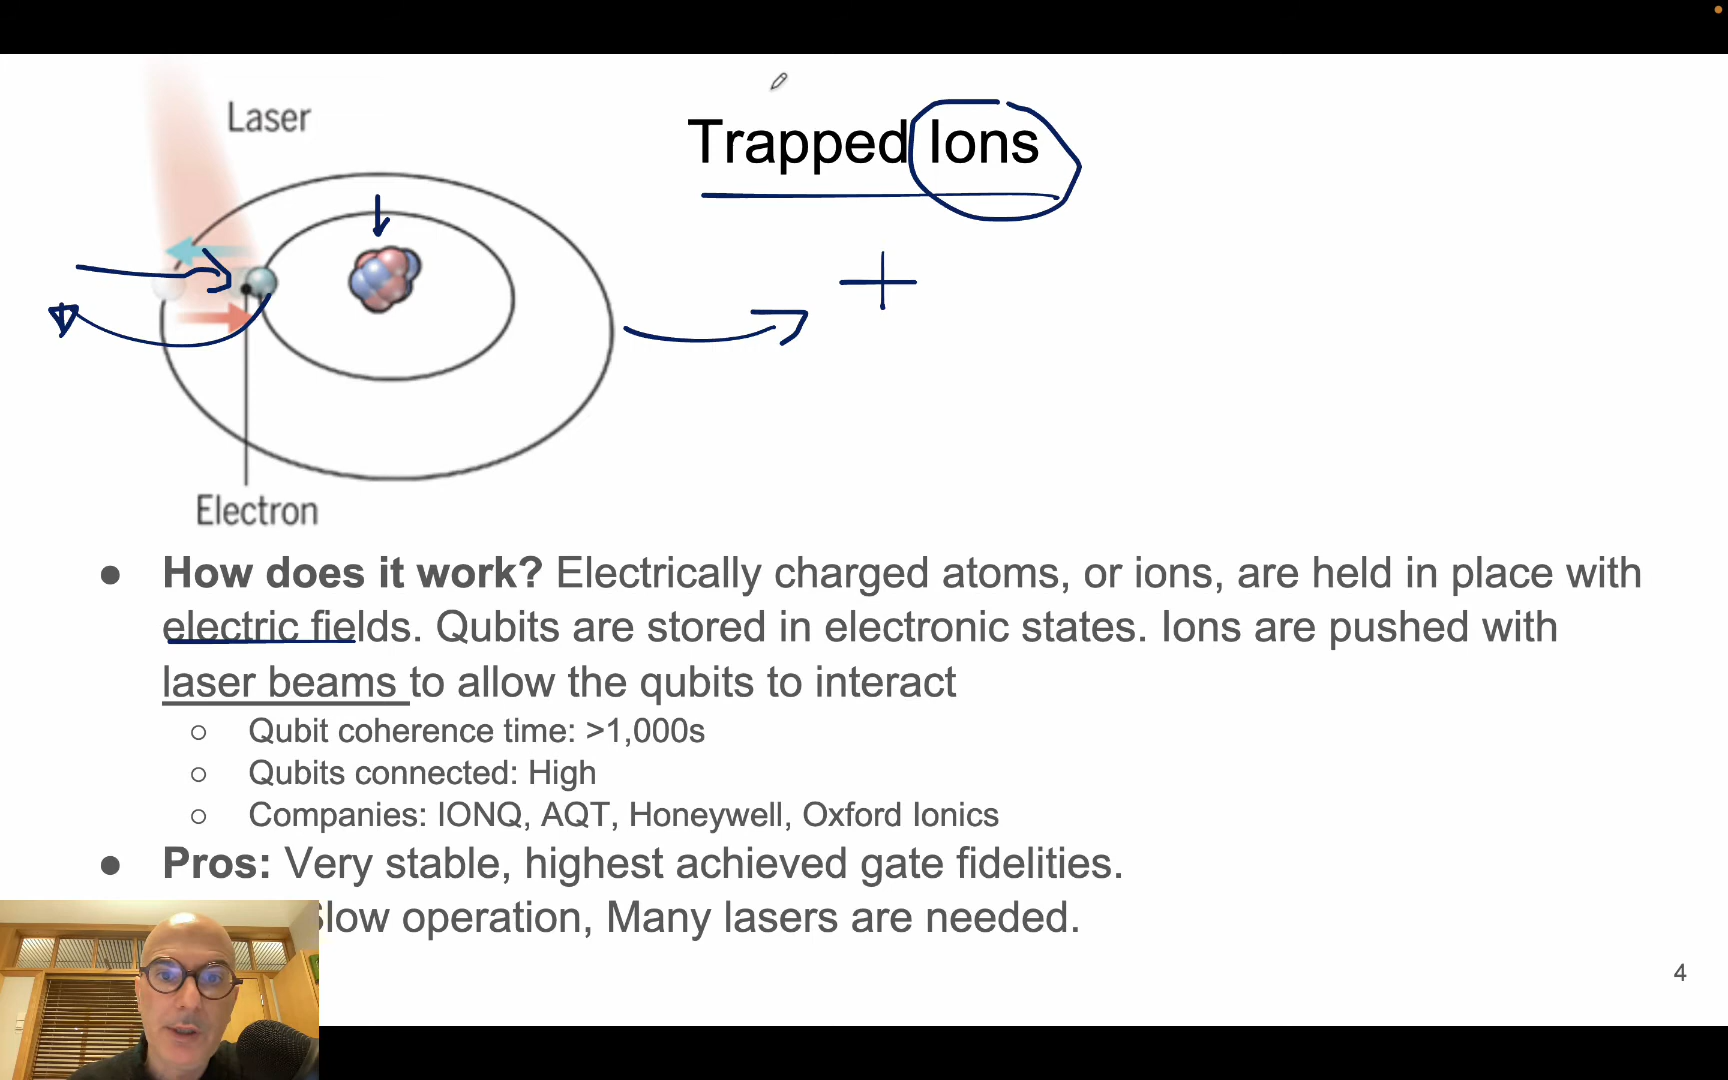 Laser
Trapped Ions
+
Electron
● How does it work? Electrically charged atoms, or ions, are held in place with
electric fields. Qubits are stored in electronic states. Ions are pushed with
laser beams to allow the qubits to interact
○ Qubit coherence time: >1,000s
○ Qubits connected: High
○ Companies: IONQ, AQT, Honeywell, Oxford Ionics
● Pros: Very stable, highest achieved gate fidelities.
Slow operation, Many lasers are needed.
4